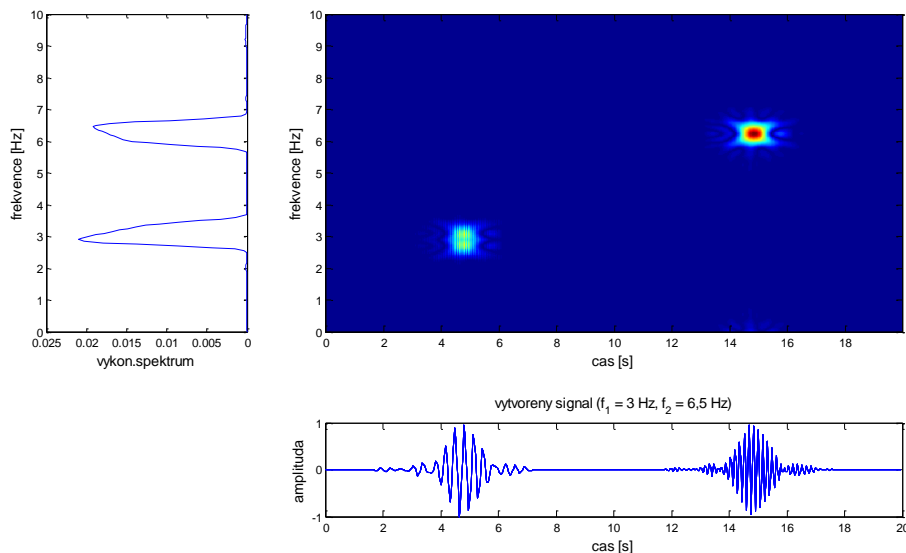 10
9
8
7
6
5
4
3
2
1
0
frekvence [Hz]
0.025 0.02 0.015 0.01 0.005 0
vykon.spektrum
10
9
8
7
6
5
4
3
2
1
0
frekvence [Hz]
0 2 4 6 8 10 12 14 16 18 20
cas [s]
vytvoreny signal (f1 = 3 Hz, f2 = 6,5 Hz)
1
0
-1
amplituda
0 2 4 6 8 10 12 14 16 18 20
cas [s]